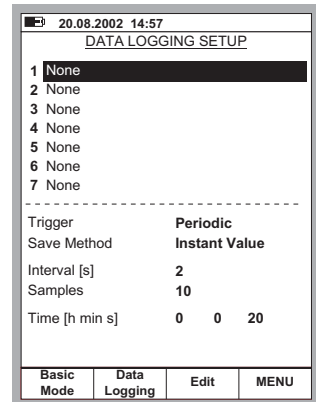 20.08.2002 14:57
DATA LOGGING SETUP
1 None
2 None
3 None
4 None
5 None
6 None
7 None
Trigger Periodic
Save Method Instant Value
Interval [s] 2
Samples 10
Time [h min s] 0 0 20
Basic Mode Data Logging Edit MENU